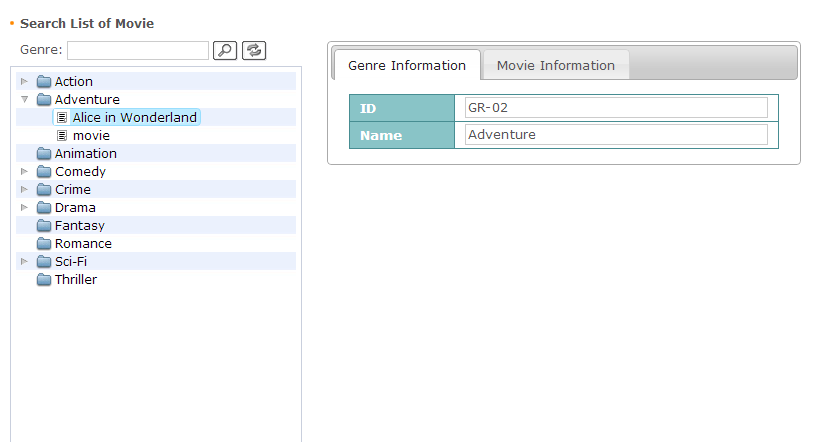 Search List of Movie
Genre:
Action
Adventure
Alice in Wonderland
movie
Animation
Comedy
Crime
Drama
Fantasy
Romance
Sci-Fi
Thriller
Genre Information Movie Information
ID GR-02
Name Adventure